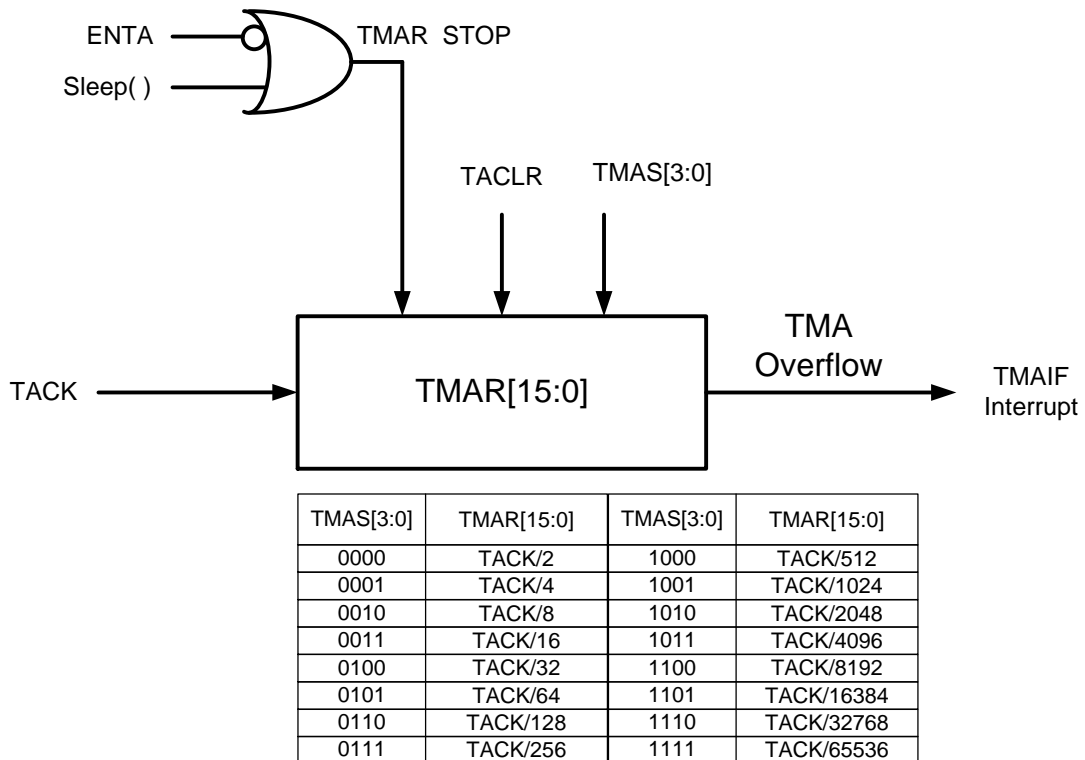 ENTA
TMAR STOP
Sleep( )
TACLR
TMAS[3:0]
TMA
Overflow
TACK
TMAR[15:0]
TMAIF
Interrupt
TMAS[3:0] TMAR[15:0] TMAS[3:0] TMAR[15:0]
0000 TACK/2 1000 TACK/512
0001 TACK/4 1001 TACK/1024
0010 TACK/8 1010 TACK/2048
0011 TACK/16 1011 TACK/4096
0100 TACK/32 1100 TACK/8192
0101 TACK/64 1101 TACK/16384
0110 TACK/128 1110 TACK/32768
0111 TACK/256 1111 TACK/65536